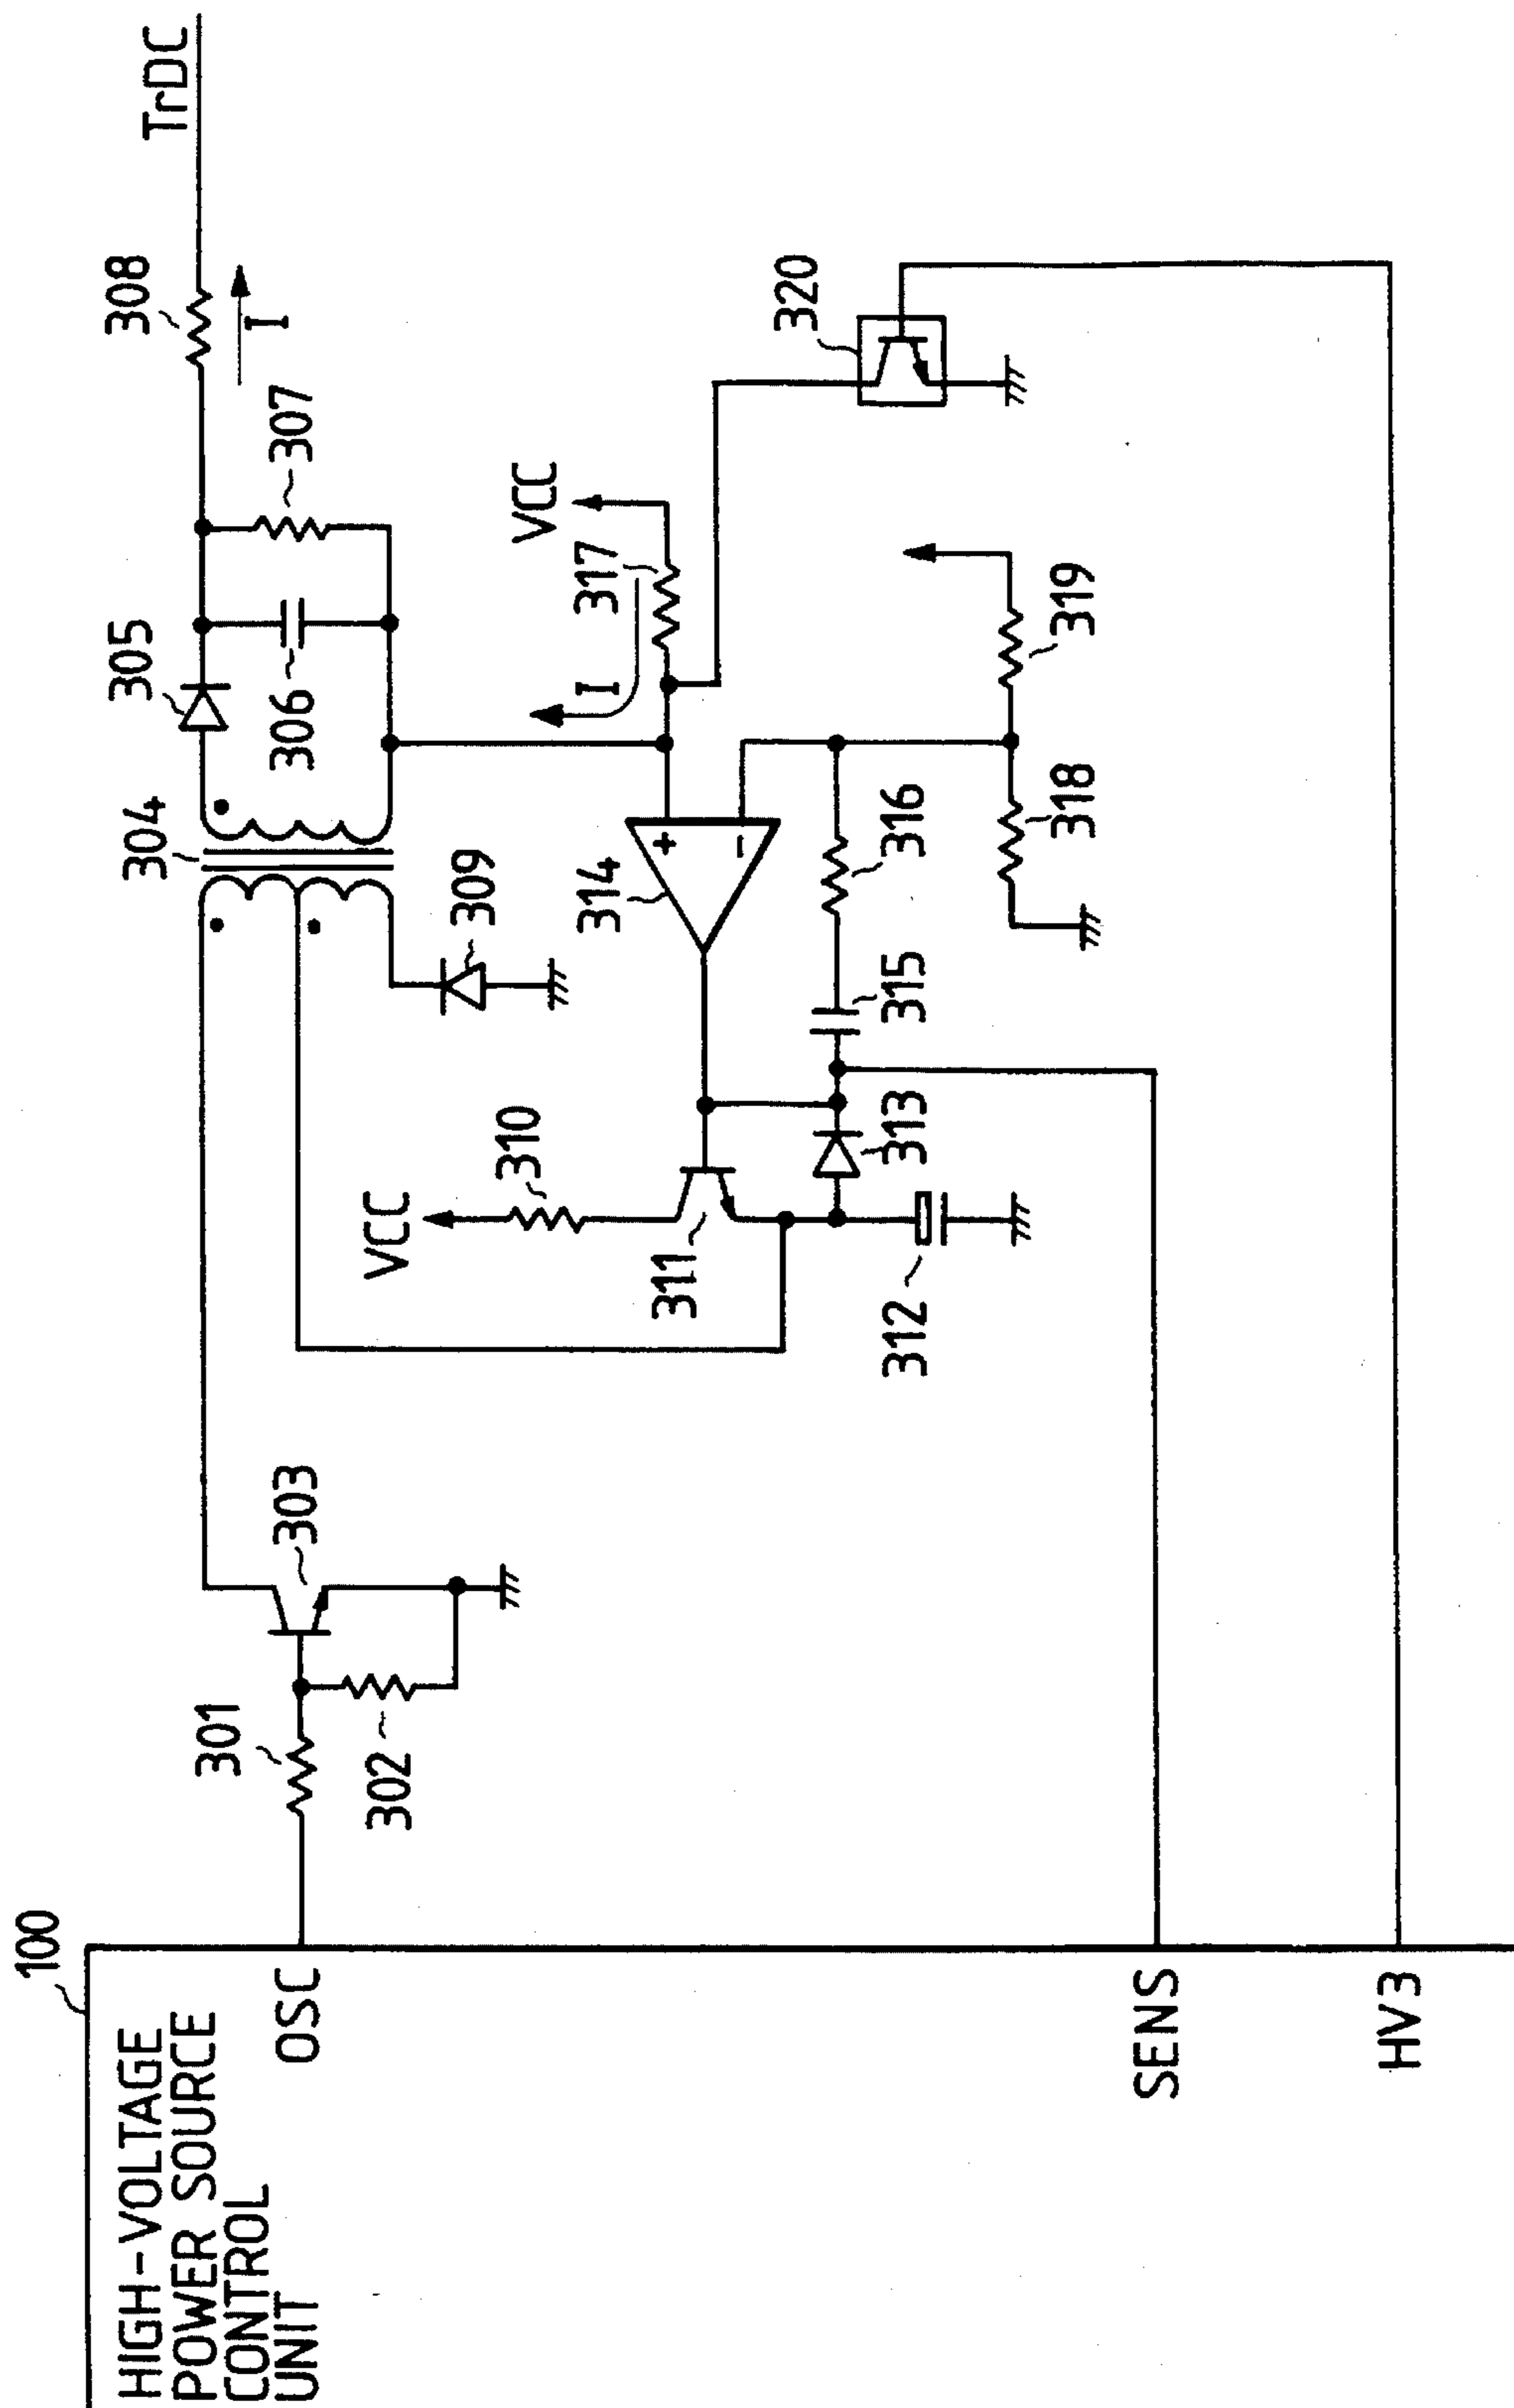 100
HIGH-VOLTAGE
POWER SOURCE
CONTROL
UNIT
OSC
SENS
HV3
301
302
303
304
305
306
307
308
I
TrDC
309
VCC
310
311
312
313
314
+
-
315
316
I
317
VCC
318
319
320